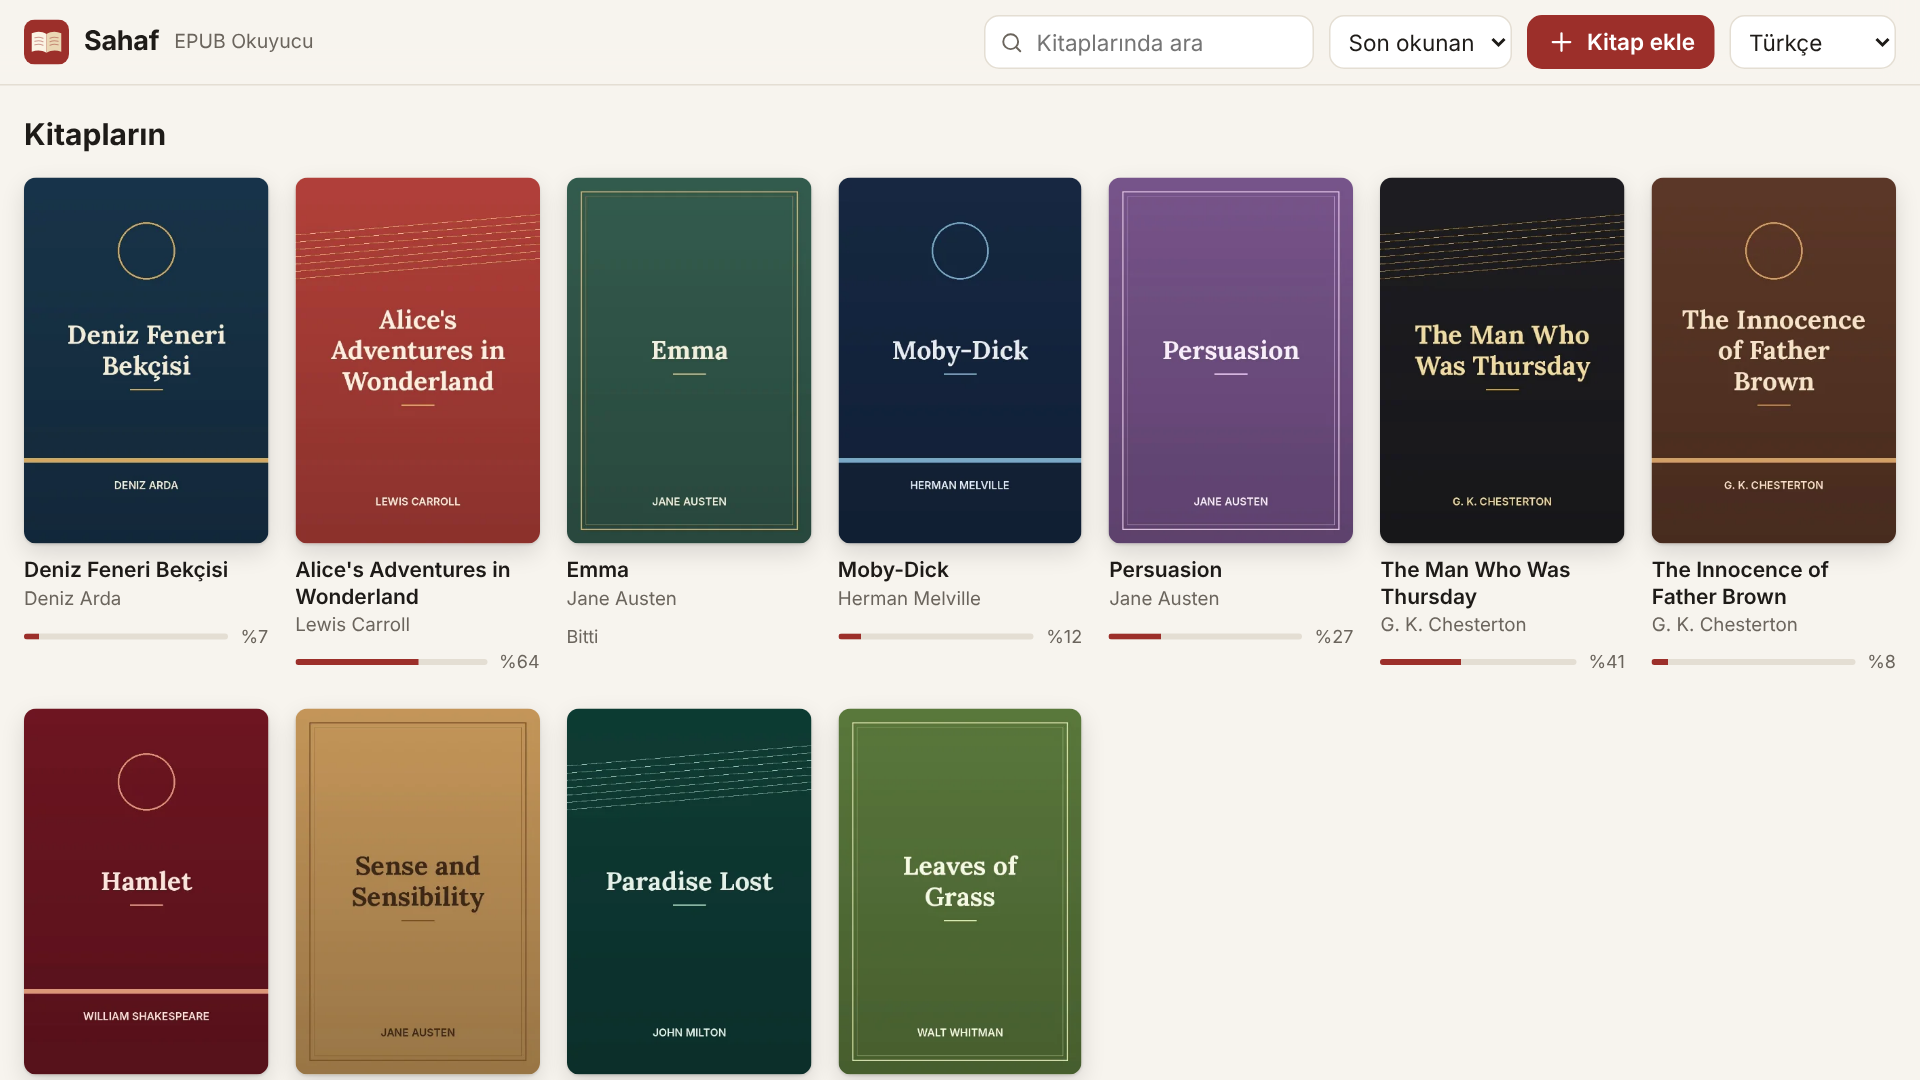 Sahaf EPUB Okuyucu
Kitaplarında ara
Son okunan
Kitap ekle
Türkçe
Kitapların
Deniz Feneri
Bekçisi
DENIZ ARDA
Alice's
Adventures in
Wonderland
LEWIS CARROLL
Emma
JANE AUSTEN
Moby-Dick
HERMAN MELVILLE
Persuasion
JANE AUSTEN
The Man Who
Was Thursday
G. K. CHESTERTON
The Innocence
of Father
Brown
G. K. CHESTERTON
Deniz Feneri Bekçisi
Deniz Arda
%7
Alice's Adventures in
Wonderland
Lewis Carroll
%64
Emma
Jane Austen
Bitti
Moby-Dick
Herman Melville
%12
Persuasion
Jane Austen
%27
The Man Who Was
Thursday
G. K. Chesterton
%41
The Innocence of
Father Brown
G. K. Chesterton
%8
Hamlet
WILLIAM SHAKESPEARE
Sense and
Sensibility
JANE AUSTEN
Paradise Lost
JOHN MILTON
Leaves of
Grass
WALT WHITMAN